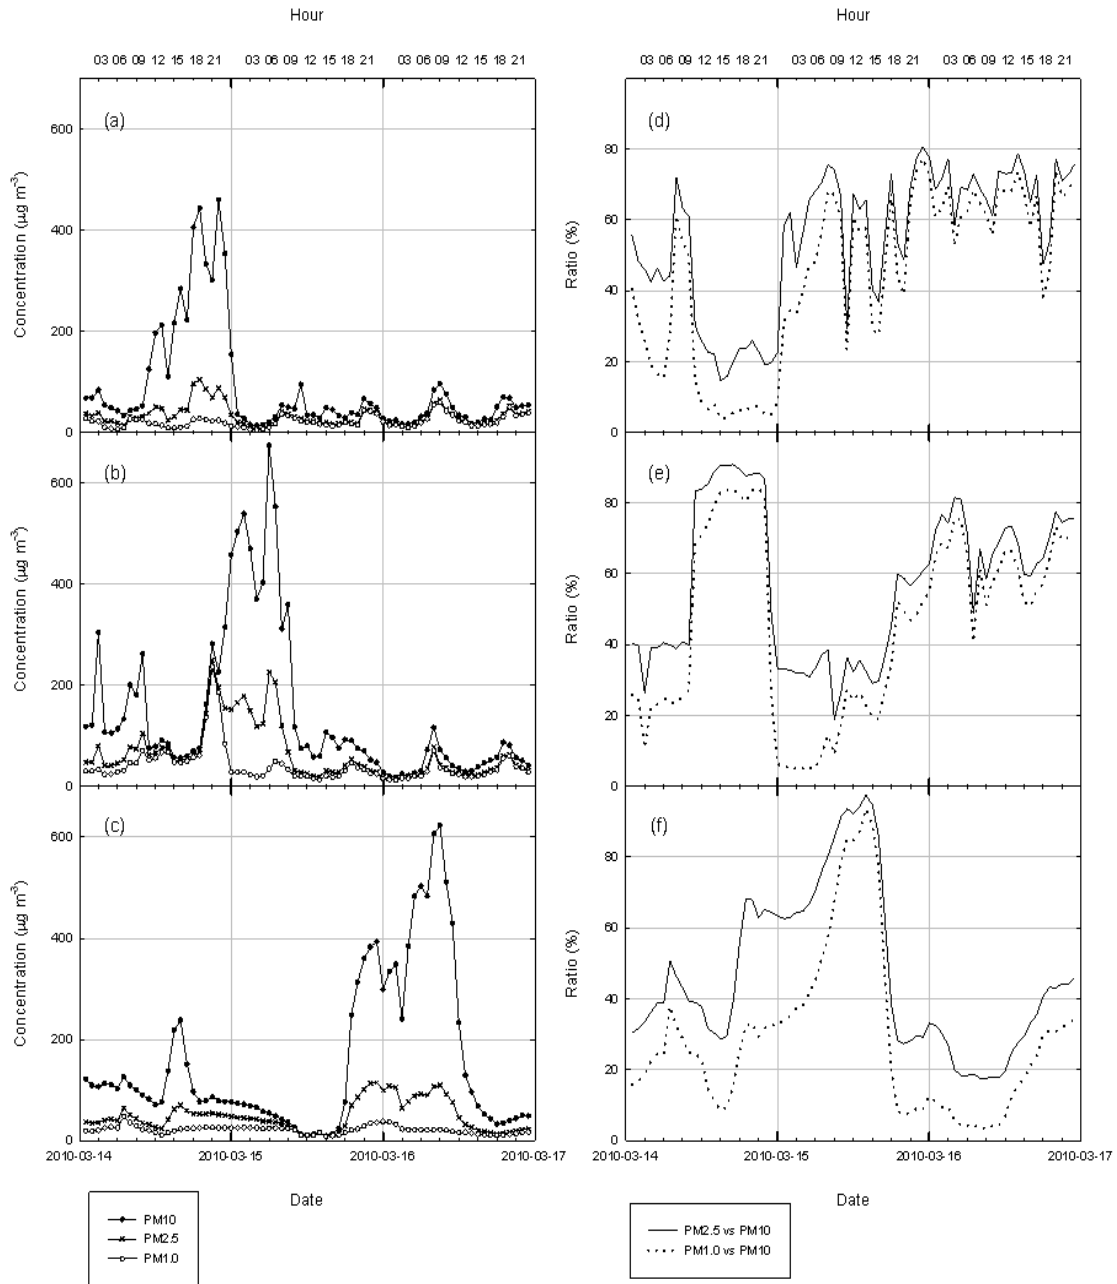 Hour
Hour
03 06 09 12 15 18 21 03 06 09 12 15 18 21 03 06 09 12 15 18 21
03 06 09 12 15 18 21 03 06 09 12 15 18 21 03 06 09 12 15 18 21
(a)
600
400
200
0
Concentration (μg m-3)
(d)
80
60
40
20
0
Ratio (%)
(b)
600
400
200
0
Concentration (μg m-3)
(e)
80
60
40
20
0
Ratio (%)
(c)
600
400
200
0
Concentration (μg m-3)
(f)
80
60
40
20
0
Ratio (%)
2010-03-14 2010-03-15 2010-03-16 2010-03-17
2010-03-14 2010-03-15 2010-03-16 2010-03-17
Date
Date
PM10
PM2.5
PM1.0
PM2.5 vs PM10
PM1.0 vs PM10